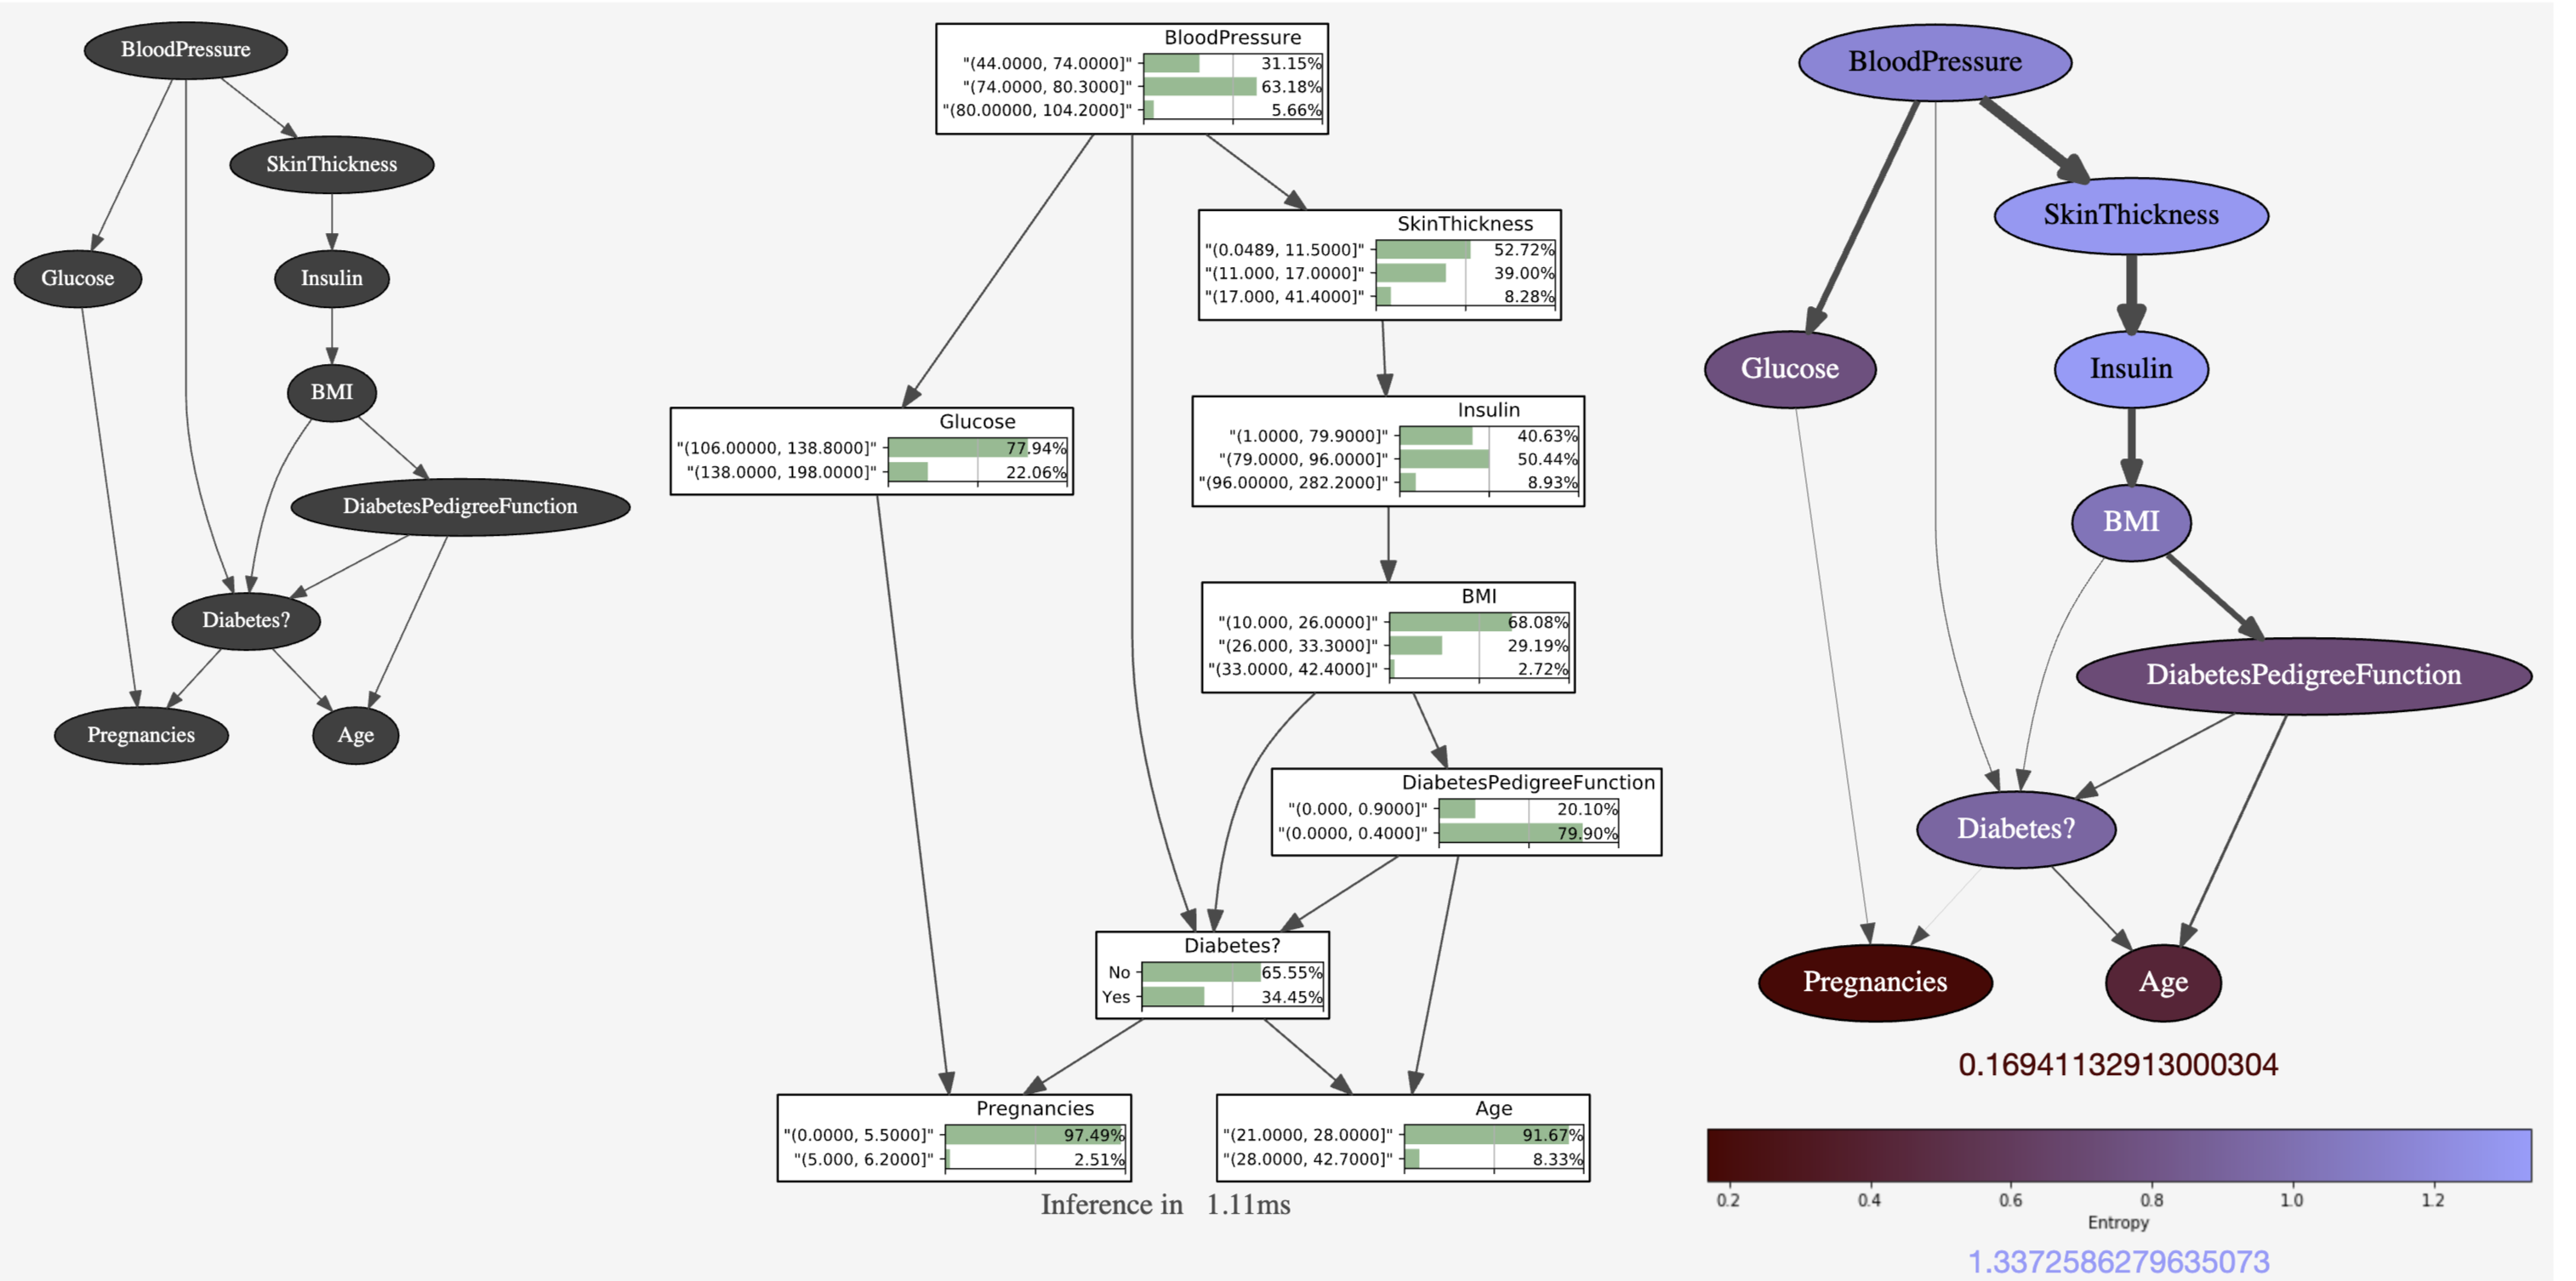 BloodPressure
SkinThickness
Glucose
Insulin
BMI
DiabetesPedigreeFunction
Diabetes?
Pregnancies
Age
BloodPressure
"(44.0000, 74.0000]" 31.15%
"(74.0000, 80.3000]" 63.18%
"(80.00000, 104.2000]" 5.66%
SkinThickness
"(0.0489, 11.5000]" 52.72%
"(11.000, 17.0000]" 39.00%
"(17.000, 41.4000]" 8.28%
Glucose
"(106.00000, 138.8000]" 77.94%
"(138.0000, 198.0000]" 22.06%
Insulin
"(1.0000, 79.9000]" 40.63%
"(79.0000, 96.0000]" 50.44%
"(96.00000, 282.2000]" 8.93%
BMI
"(10.000, 26.0000]" 68.08%
"(26.000, 33.3000]" 29.19%
"(33.0000, 42.4000]" 2.72%
DiabetesPedigreeFunction
"(0.000, 0.9000]" 20.10%
"(0.0000, 0.4000]" 79.90%
Diabetes?
No 65.55%
Yes 34.45%
Pregnancies
"(0.0000, 5.5000]" 97.49%
"(5.000, 6.2000]" 2.51%
Age
"(21.0000, 28.0000]" 91.67%
"(28.0000, 42.7000]" 8.33%
Inference in 1.11ms
BloodPressure
SkinThickness
Glucose
Insulin
BMI
DiabetesPedigreeFunction
Diabetes?
Pregnancies
Age
0.16941132913000304
0.2 0.4 0.6 0.8 1.0 1.2
Entropy
1.3372586279635073